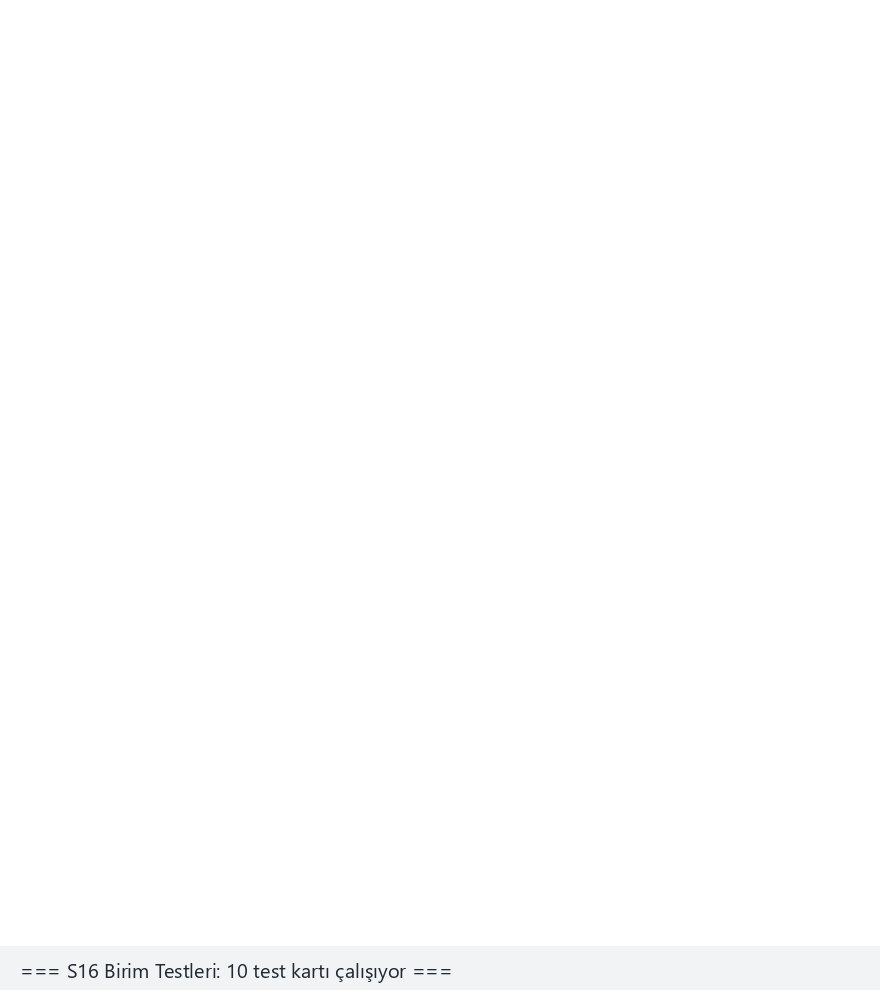 === S16 Birim Testleri: 10 test kartı çalışıyor ===